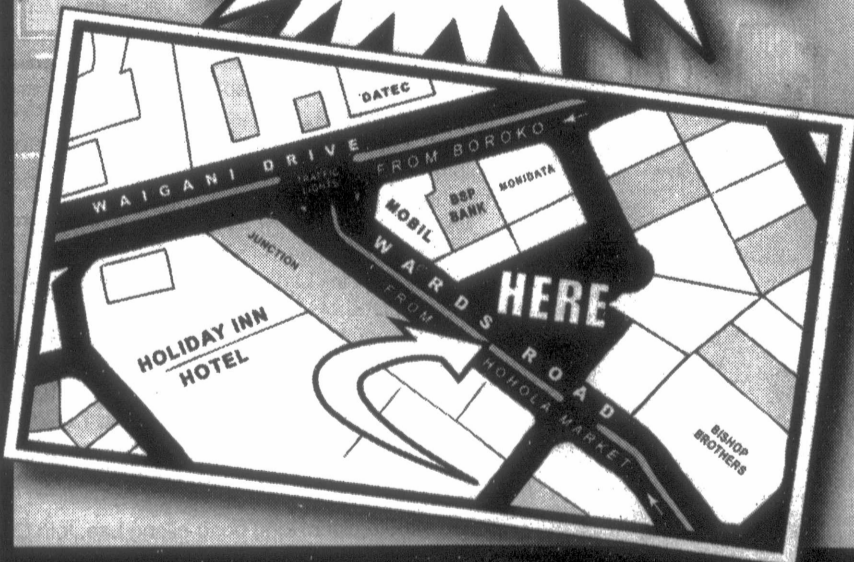 DATEC
WAIGANI DRIVE
FROM BOROKO
TRAFFIC
LIGHTS
MOBIL
BSP
BANK
MONIDATA
JUNCTION
WARDS ROAD
FROM
HOHOLA MARKET
HERE
HOLIDAY INN
HOTEL
BISHOP
BROTHERS